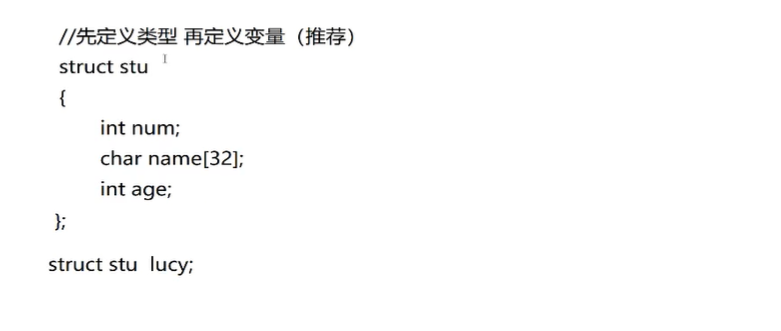 //先定义类型 再定义变量（推荐）
struct stu
{
int num;
char name[32];
int age;
};
struct stu  lucy;